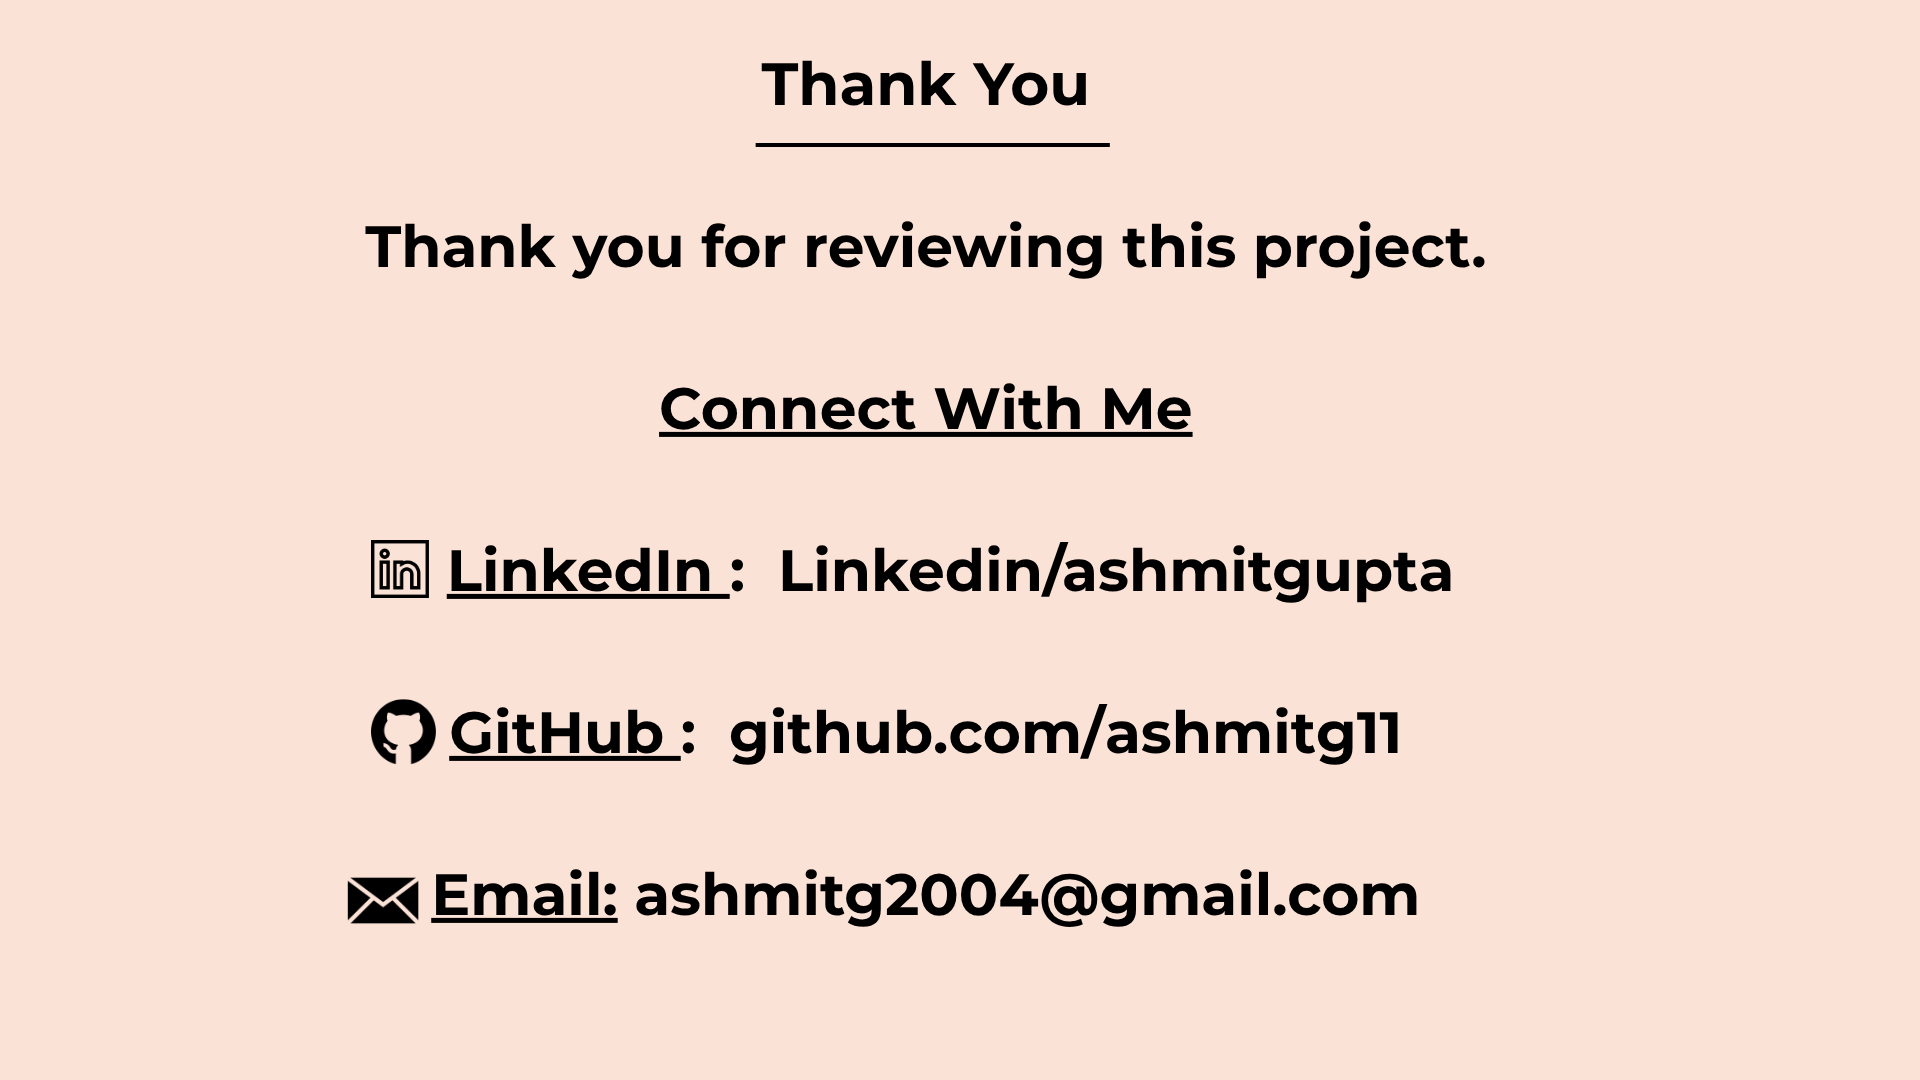 Thank You
Thank you for reviewing this project.
Connect With Me
in LinkedIn : Linkedin/ashmitgupta
GitHub : github.com/ashmitg11
Email: ashmitg2004@gmail.com